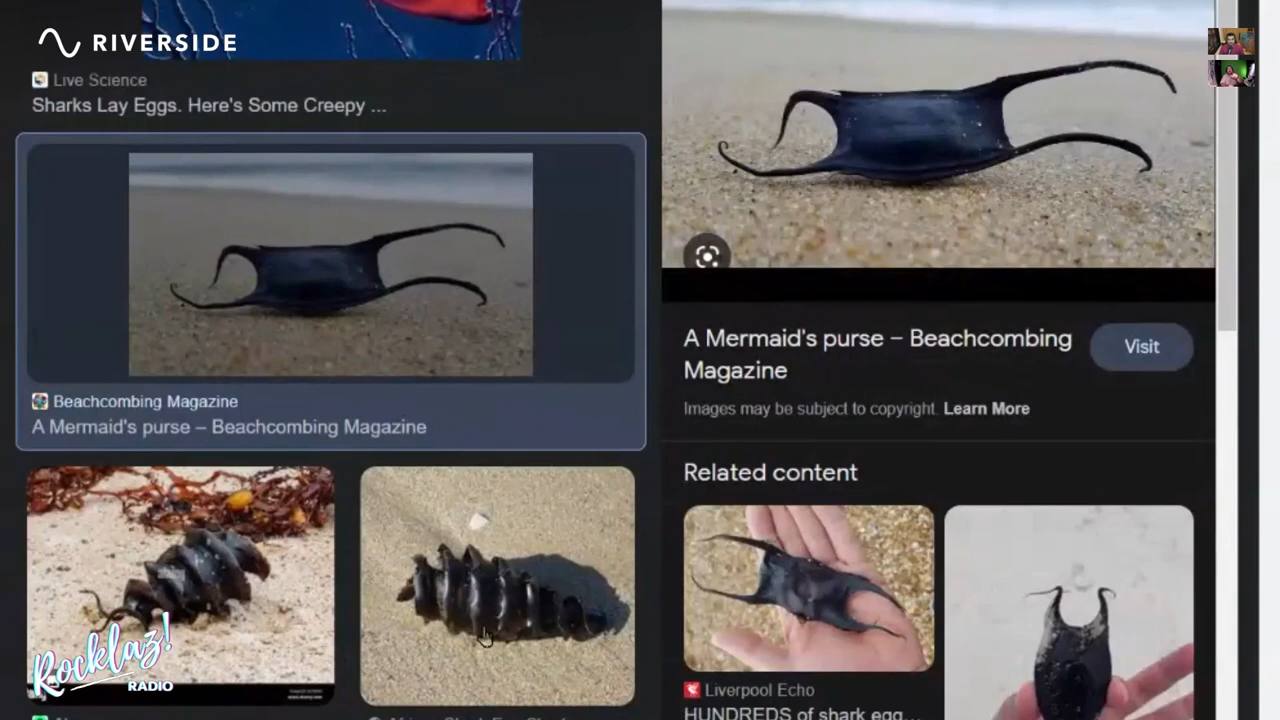 RIVERSIDE
Live Science
Sharks Lay Eggs. Here's Some Creepy ...
Beachcombing Magazine
A Mermaid's purse – Beachcombing Magazine
Rocklaz!
RADIO
A Mermaid's purse – Beachcombing
Magazine
Visit
Images may be subject to copyright. Learn More
Related content
Liverpool Echo
HUNDREDS of shark egg...